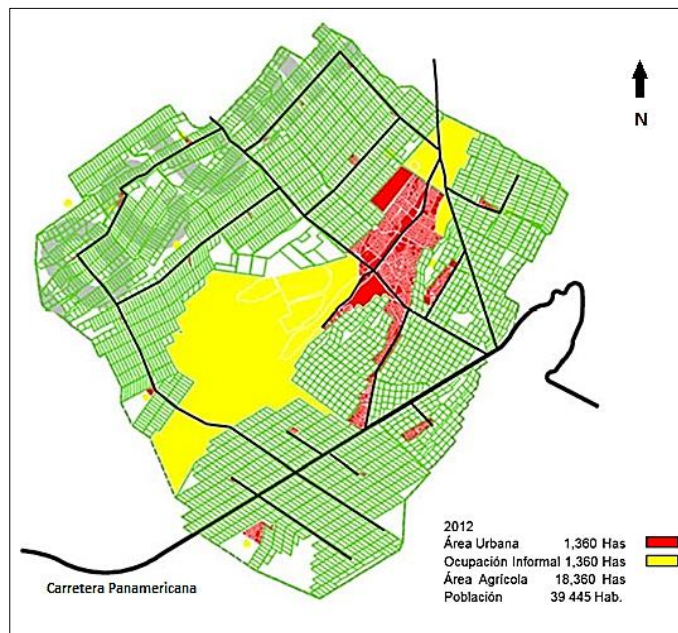 N
2012
Área Urbana 1,360 Has
Ocupación Informal 1,360 Has
Área Agrícola 18,360 Has
Población 39 445 Hab.
Carretera Panamericana